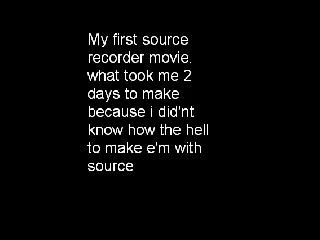 My first source
recorder movie.
what took me 2
days to make
because i did'nt
know how the hell
to make e'm with
source